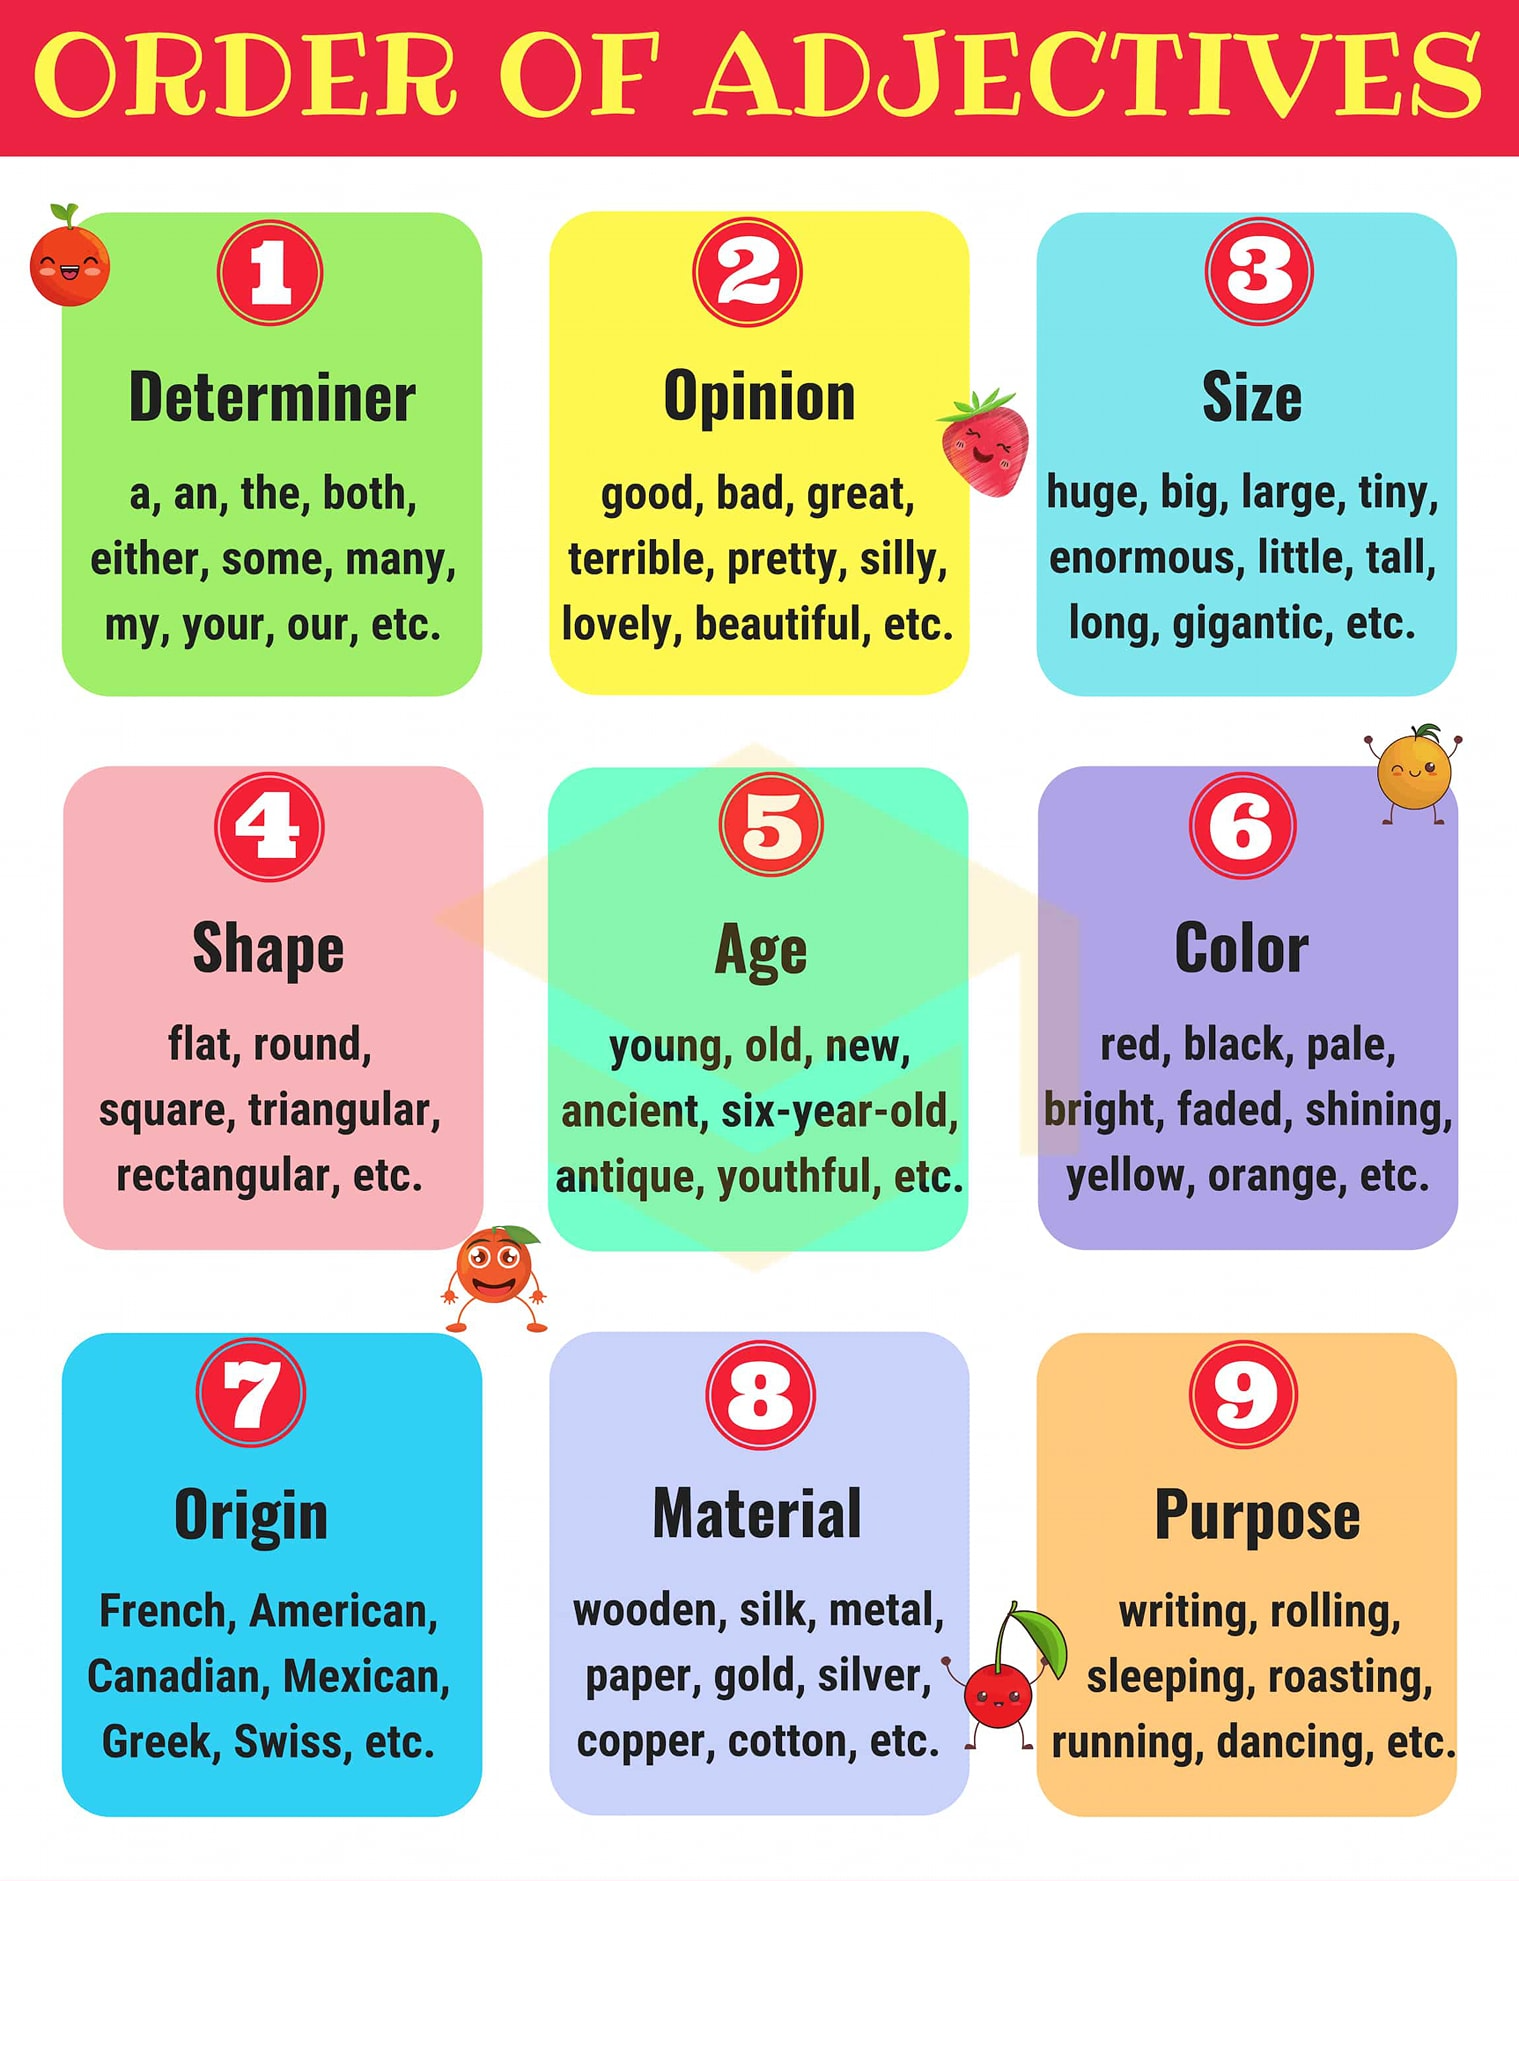 ORDER OF ADJECTIVES
1
Determiner
a, an, the, both,
either, some, many,
my, your, our, etc.
2
Opinion
good, bad, great,
terrible, pretty, silly,
lovely, beautiful, etc.
3
Size
huge, big, large, tiny,
enormous, little, tall,
long, gigantic, etc.
4
Shape
flat, round,
square, triangular,
rectangular, etc.
5
Age
young, old, new,
ancient, six-year-old,
antique, youthful, etc.
6
Color
red, black, pale,
bright, faded, shining,
yellow, orange, etc.
7
Origin
French, American,
Canadian, Mexican,
Greek, Swiss, etc.
8
Material
wooden, silk, metal,
paper, gold, silver,
copper, cotton, etc.
9
Purpose
writing, rolling,
sleeping, roasting,
running, dancing, etc.